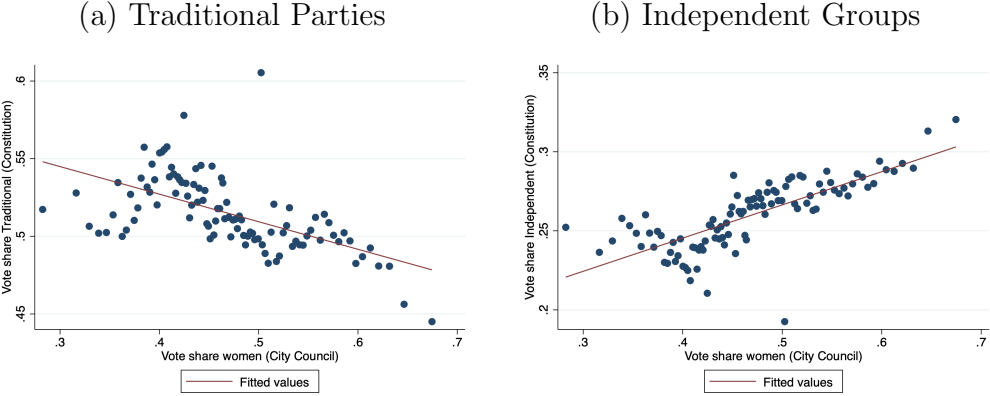 (a) Traditional Parties
Vote share Traditional (Constitution)
.6
.55
.5
.45
.3 .4 .5 .6 .7
Vote share women (City Council)
Fitted values
(b) Independent Groups
Vote share Independent (Constitution)
.35
.3
.25
.2
.3 .4 .5 .6 .7
Vote share women (City Council)
Fitted values